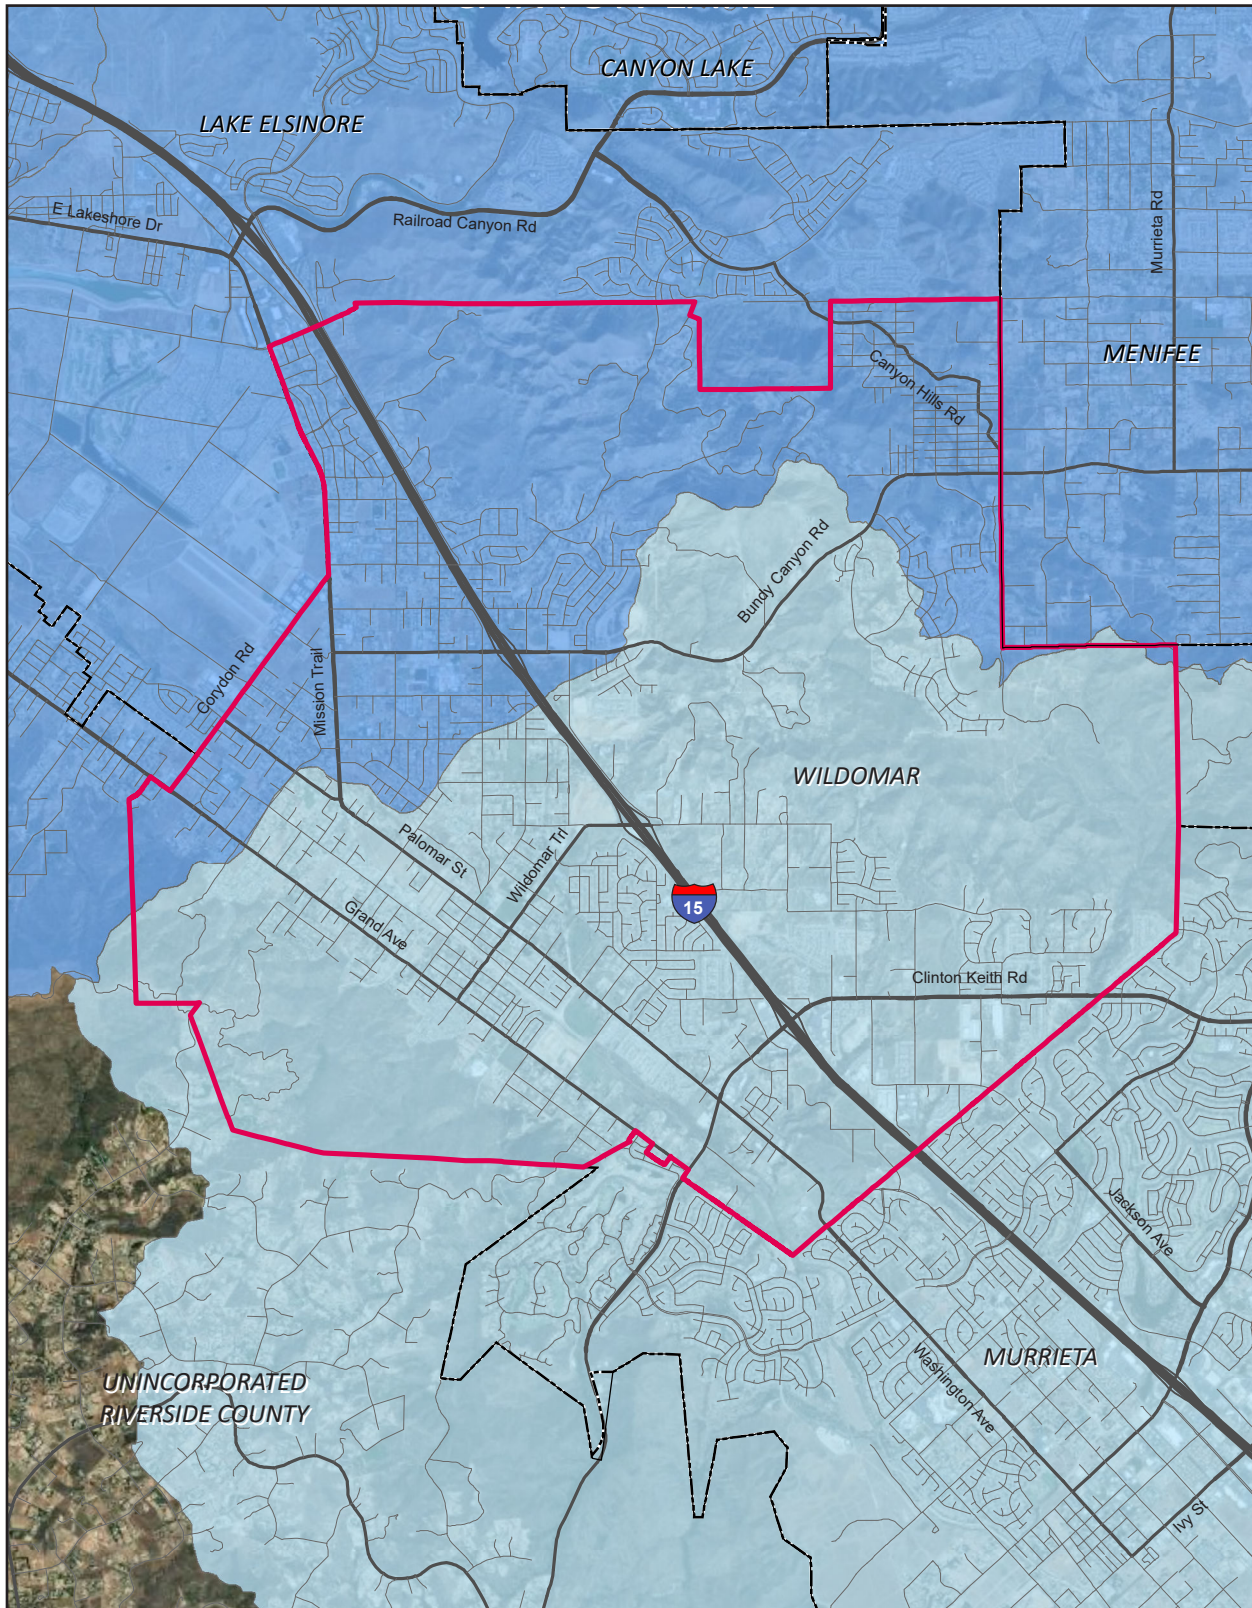 CANYON LAKE
LAKE ELSINORE
E Lakeshore Dr
Railroad Canyon Rd
Murrieta Rd
MENIFEE
Canyon Hills Rd
Bundy Canyon Rd
Corydon Rd
Mission Trail
WILDOMAR
Palomar St
Wildomar Trl
Grand Ave
15
Clinton Keith Rd
Jackson Ave
MURRIETA
Washington Ave
UNINCORPORATED
RIVERSIDE COUNTY
Ivy St